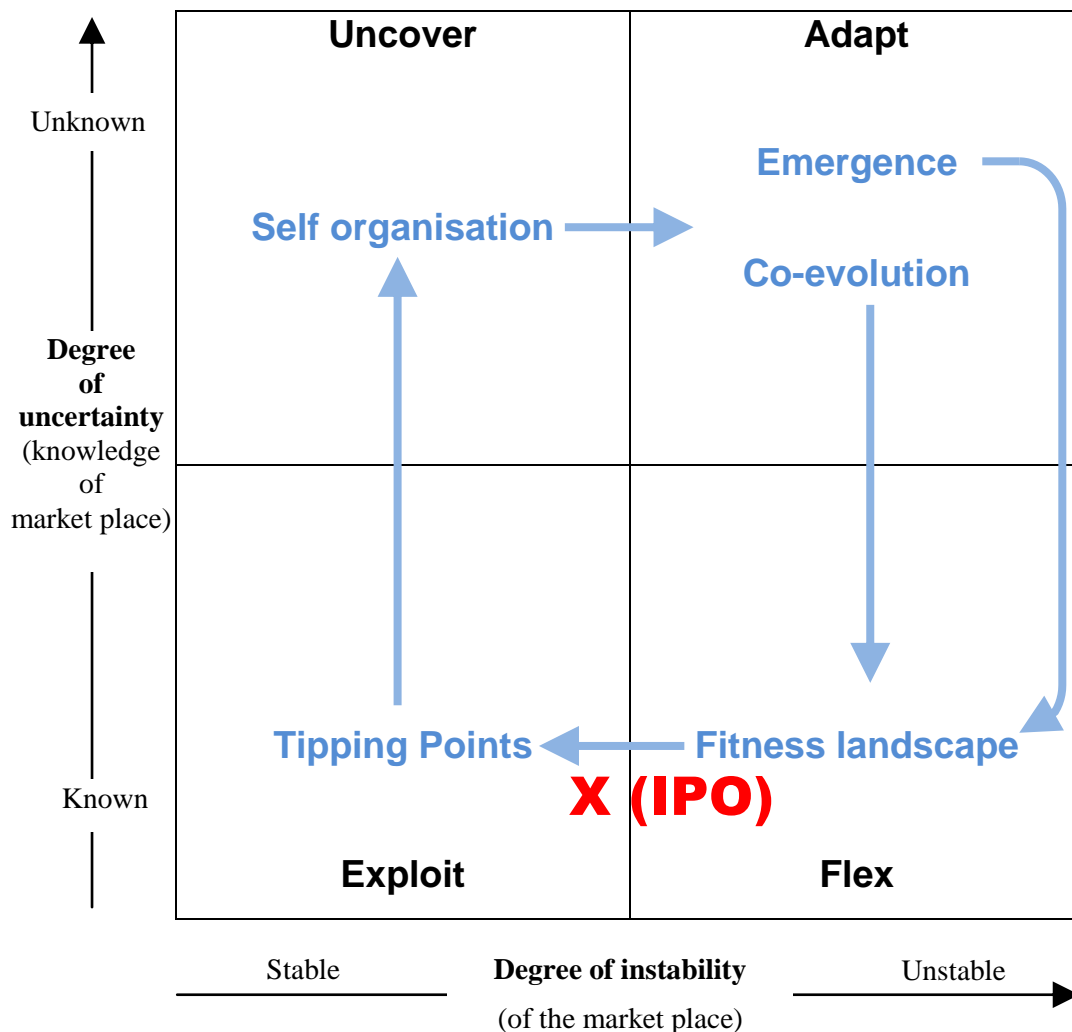 Uncover
Adapt
Unknown
Emergence
Self organisation
Co-evolution
Degree
of
uncertainty
(knowledge
of
market place)
Tipping Points
Fitness landscape
Known
X (IPO)
Exploit
Flex
Stable
Degree of instability
Unstable
(of the market place)